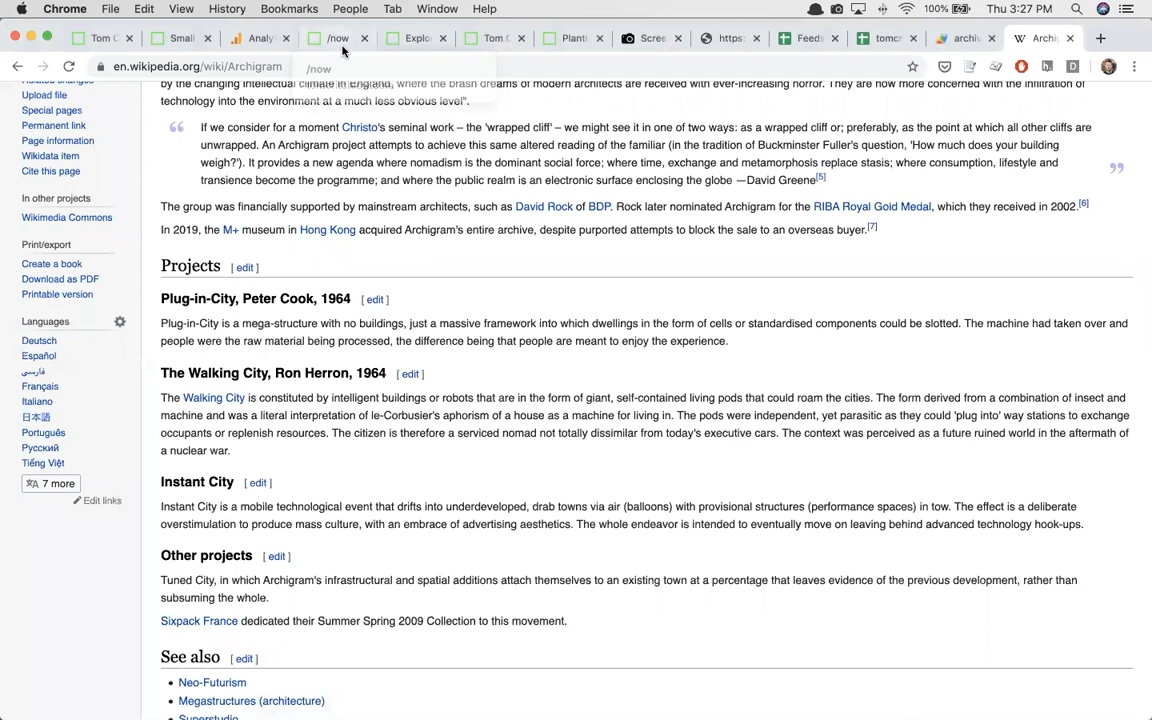 Chrome File Edit View History Bookmarks People Tab Window Help 100% Thu 3:27 PM
Tom C Small Analy /now Explo Tom Planti Scree https: Feeds tomcr archiv Archi
en.wikipedia.org/wiki/Archigram
/now
Related changes
Upload file
Special pages
Permanent link
Page information
Wikidata item
Cite this page
In other projects
Wikimedia Commons
Print/export
Create a book
Download as PDF
Printable version
Languages
Deutsch
Español
فارسی
Français
Italiano
日本語
Português
Русский
Tiếng Việt
7 more
Edit links
by the changing intellectual climate in England, where the brash dreams of modern architects are received with ever-increasing horror. They are now more concerned with the infiltration of
technology into the environment at a much less obvious level".
If we consider for a moment Christo's seminal work – the 'wrapped cliff' – we might see it in one of two ways: as a wrapped cliff or; preferably, as the point at which all other cliffs are
unwrapped. An Archigram project attempts to achieve this same altered reading of the familiar (in the tradition of Buckminster Fuller's question, 'How much does your building
weigh?'). It provides a new agenda where nomadism is the dominant social force; where time, exchange and metamorphosis replace stasis; where consumption, lifestyle and
transience become the programme; and where the public realm is an electronic surface enclosing the globe —David Greene[5]
The group was financially supported by mainstream architects, such as David Rock of BDP. Rock later nominated Archigram for the RIBA Royal Gold Medal, which they received in 2002.[6]
In 2019, the M+ museum in Hong Kong acquired Archigram's entire archive, despite purported attempts to block the sale to an overseas buyer.[7]
Projects [ edit ]
Plug-in-City, Peter Cook, 1964 [ edit ]
Plug-in-City is a mega-structure with no buildings, just a massive framework into which dwellings in the form of cells or standardised components could be slotted. The machine had taken over and
people were the raw material being processed, the difference being that people are meant to enjoy the experience.
The Walking City, Ron Herron, 1964 [ edit ]
The Walking City is constituted by intelligent buildings or robots that are in the form of giant, self-contained living pods that could roam the cities. The form derived from a combination of insect and
machine and was a literal interpretation of le-Corbusier's aphorism of a house as a machine for living in. The pods were independent, yet parasitic as they could 'plug into' way stations to exchange
occupants or replenish resources. The citizen is therefore a serviced nomad not totally dissimilar from today's executive cars. The context was perceived as a future ruined world in the aftermath of
a nuclear war.
Instant City [ edit ]
Instant City is a mobile technological event that drifts into underdeveloped, drab towns via air (balloons) with provisional structures (performance spaces) in tow. The effect is a deliberate
overstimulation to produce mass culture, with an embrace of advertising aesthetics. The whole endeavor is intended to eventually move on leaving behind advanced technology hook-ups.
Other projects [ edit ]
Tuned City, in which Archigram's infrastructural and spatial additions attach themselves to an existing town at a percentage that leaves evidence of the previous development, rather than
subsuming the whole.
Sixpack France dedicated their Summer Spring 2009 Collection to this movement.
See also [ edit ]
Neo-Futurism
Megastructures (architecture)
Superstudio